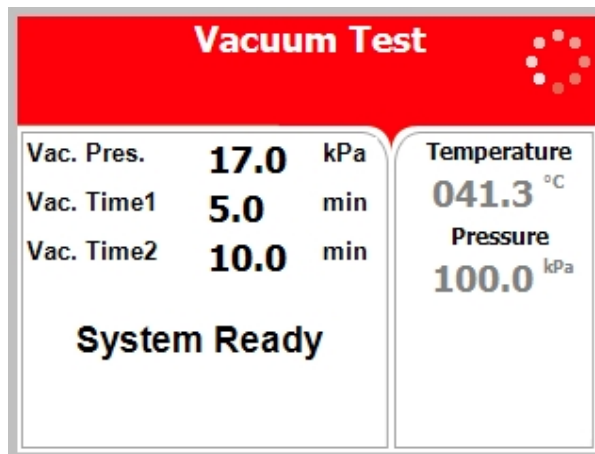 Vacuum Test
Vac. Pres. 17.0 kPa
Vac. Time1 5.0 min
Vac. Time2 10.0 min
System Ready
Temperature
041.3 °C
Pressure
100.0 kPa